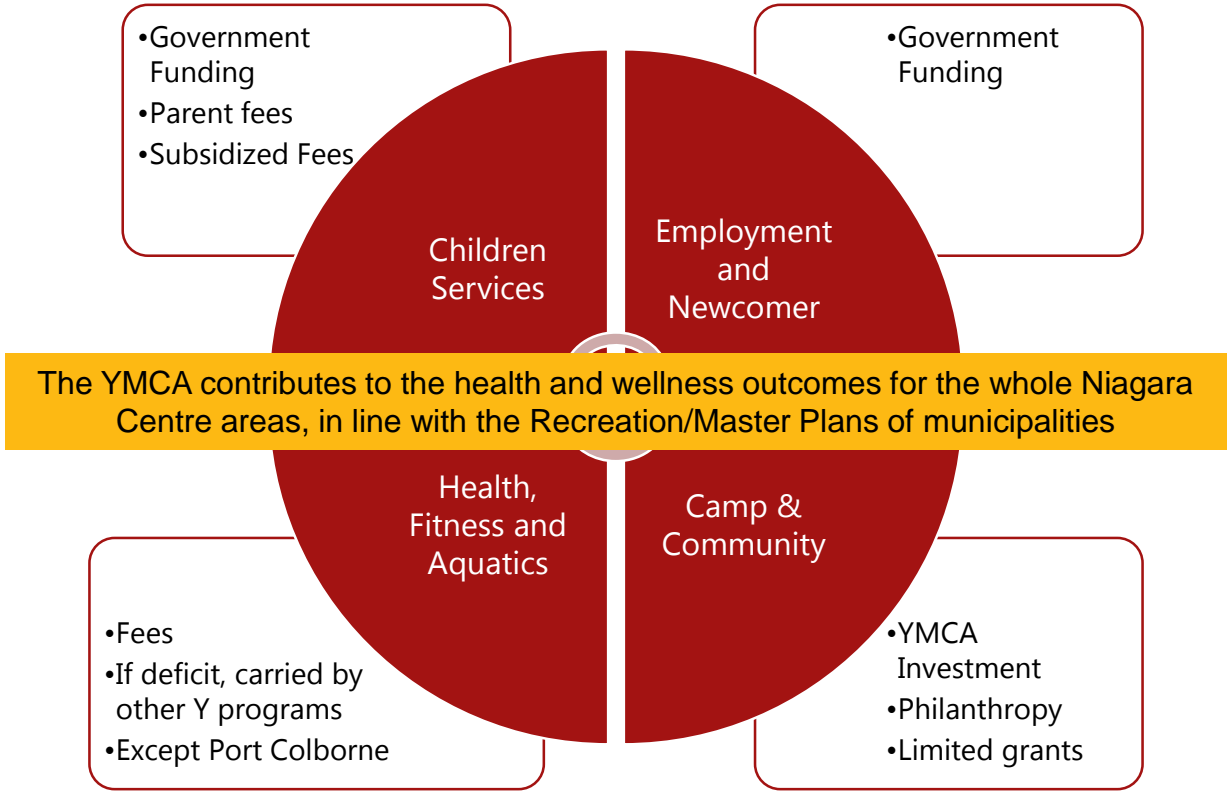 •Government
Funding
•Parent fees
•Subsidized Fees
•Government
Funding
Children
Services
Employment
and
Newcomer
The YMCA contributes to the health and wellness outcomes for the whole Niagara
Centre areas, in line with the Recreation/Master Plans of municipalities
Health,
Fitness and
Aquatics
Camp &
Community
•Fees
•If deficit, carried by
other Y programs
•Except Port Colborne
•YMCA
Investment
•Philanthropy
•Limited grants